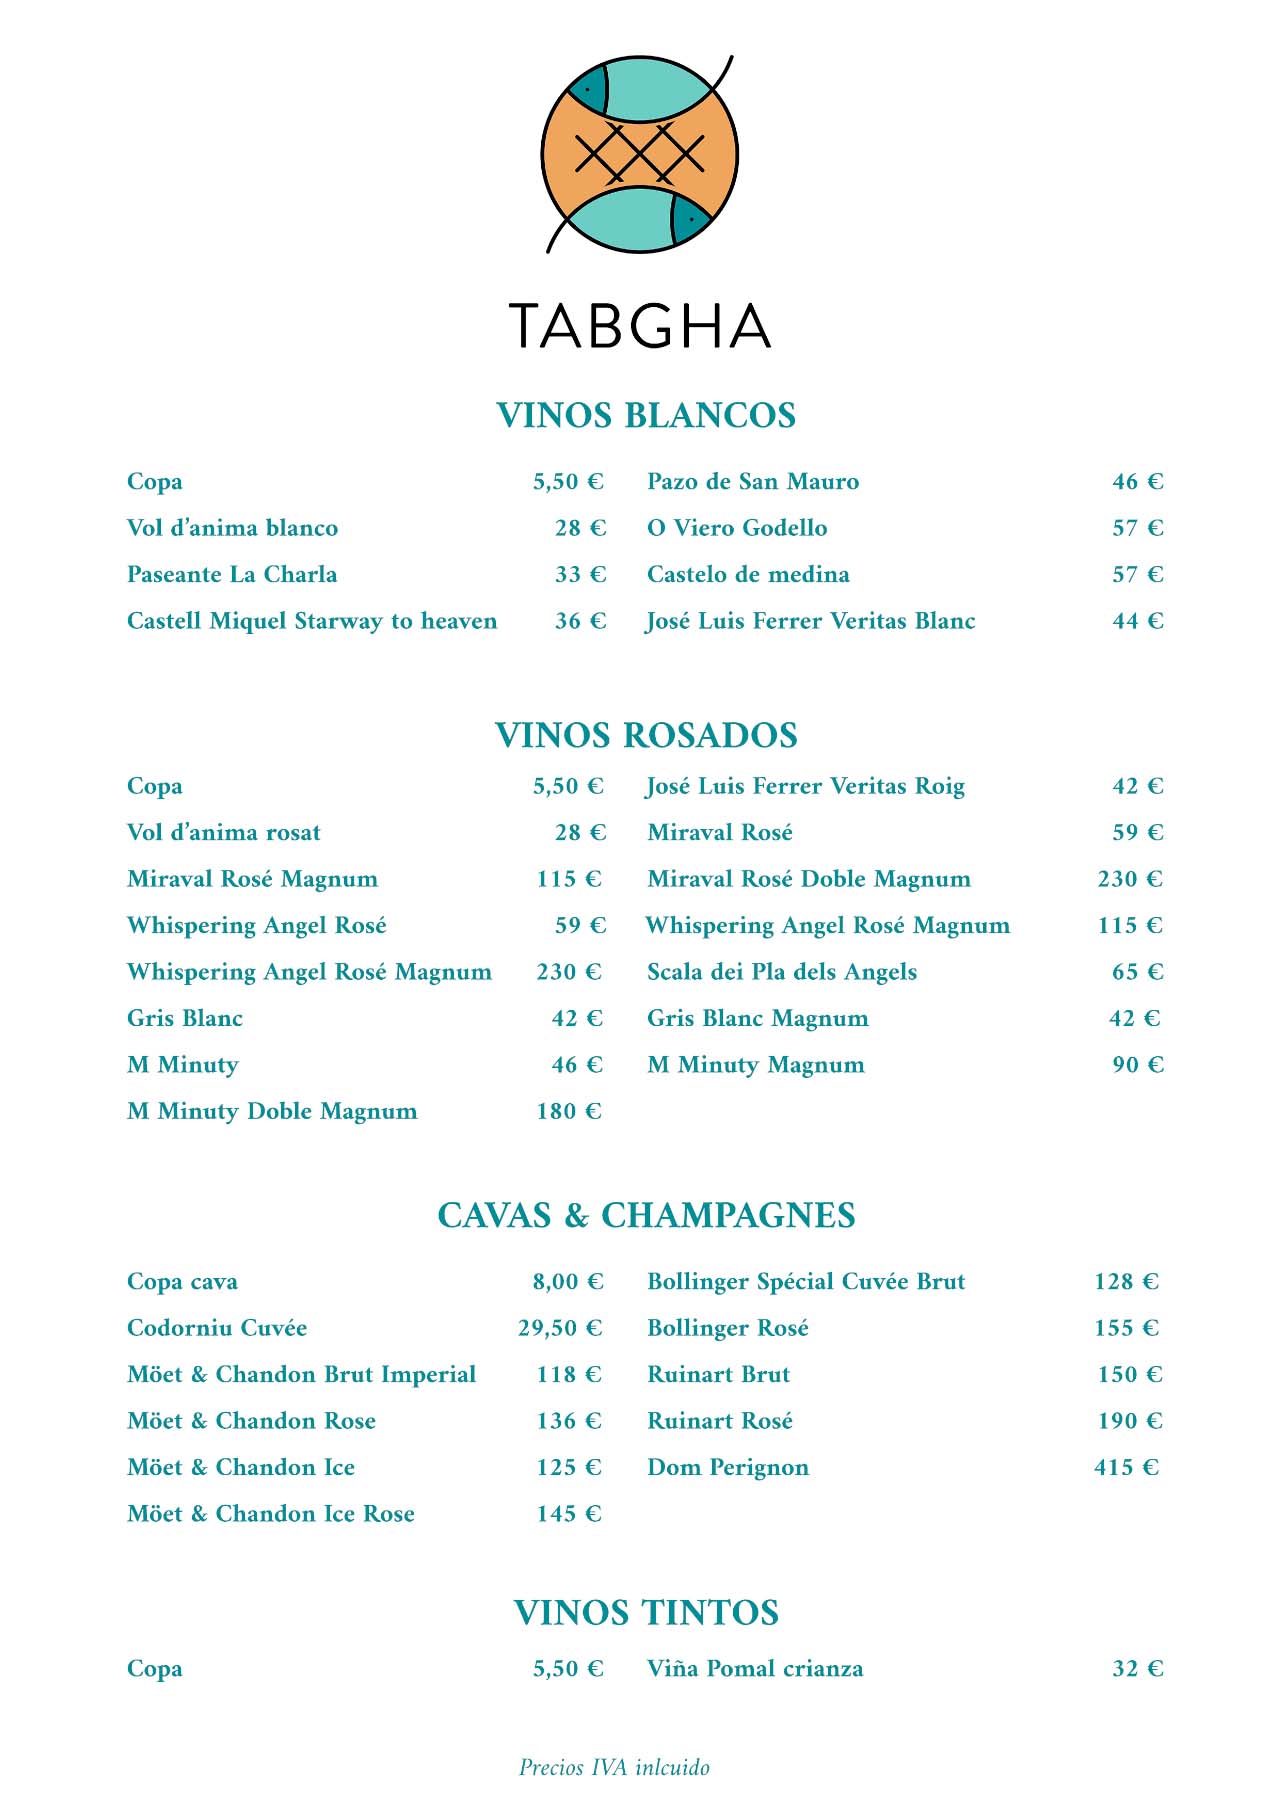 TABGHA
VINOS BLANCOS
Copa 5,50 € Pazo de San Mauro 46 €
Vol d’anima blanco 28 € O Viero Godello 57 €
Paseante La Charla 33 € Castelo de medina 57 €
Castell Miquel Starway to heaven 36 € José Luis Ferrer Veritas Blanc 44 €
VINOS ROSADOS
Copa 5,50 € José Luis Ferrer Veritas Roig 42 €
Vol d’anima rosat 28 € Miraval Rosé 59 €
Miraval Rosé Magnum 115 € Miraval Rosé Doble Magnum 230 €
Whispering Angel Rosé 59 € Whispering Angel Rosé Magnum 115 €
Whispering Angel Rosé Magnum 230 € Scala dei Pla dels Angels 65 €
Gris Blanc 42 € Gris Blanc Magnum 42 €
M Minuty 46 € M Minuty Magnum 90 €
M Minuty Doble Magnum 180 €
CAVAS & CHAMPAGNES
Copa cava 8,00 € Bollinger Spécial Cuvée Brut 128 €
Codorniu Cuvée 29,50 € Bollinger Rosé 155 €
Möet & Chandon Brut Imperial 118 € Ruinart Brut 150 €
Möet & Chandon Rose 136 € Ruinart Rosé 190 €
Möet & Chandon Ice 125 € Dom Perignon 415 €
Möet & Chandon Ice Rose 145 €
VINOS TINTOS
Copa 5,50 € Viña Pomal crianza 32 €
Precios IVA inlcuido